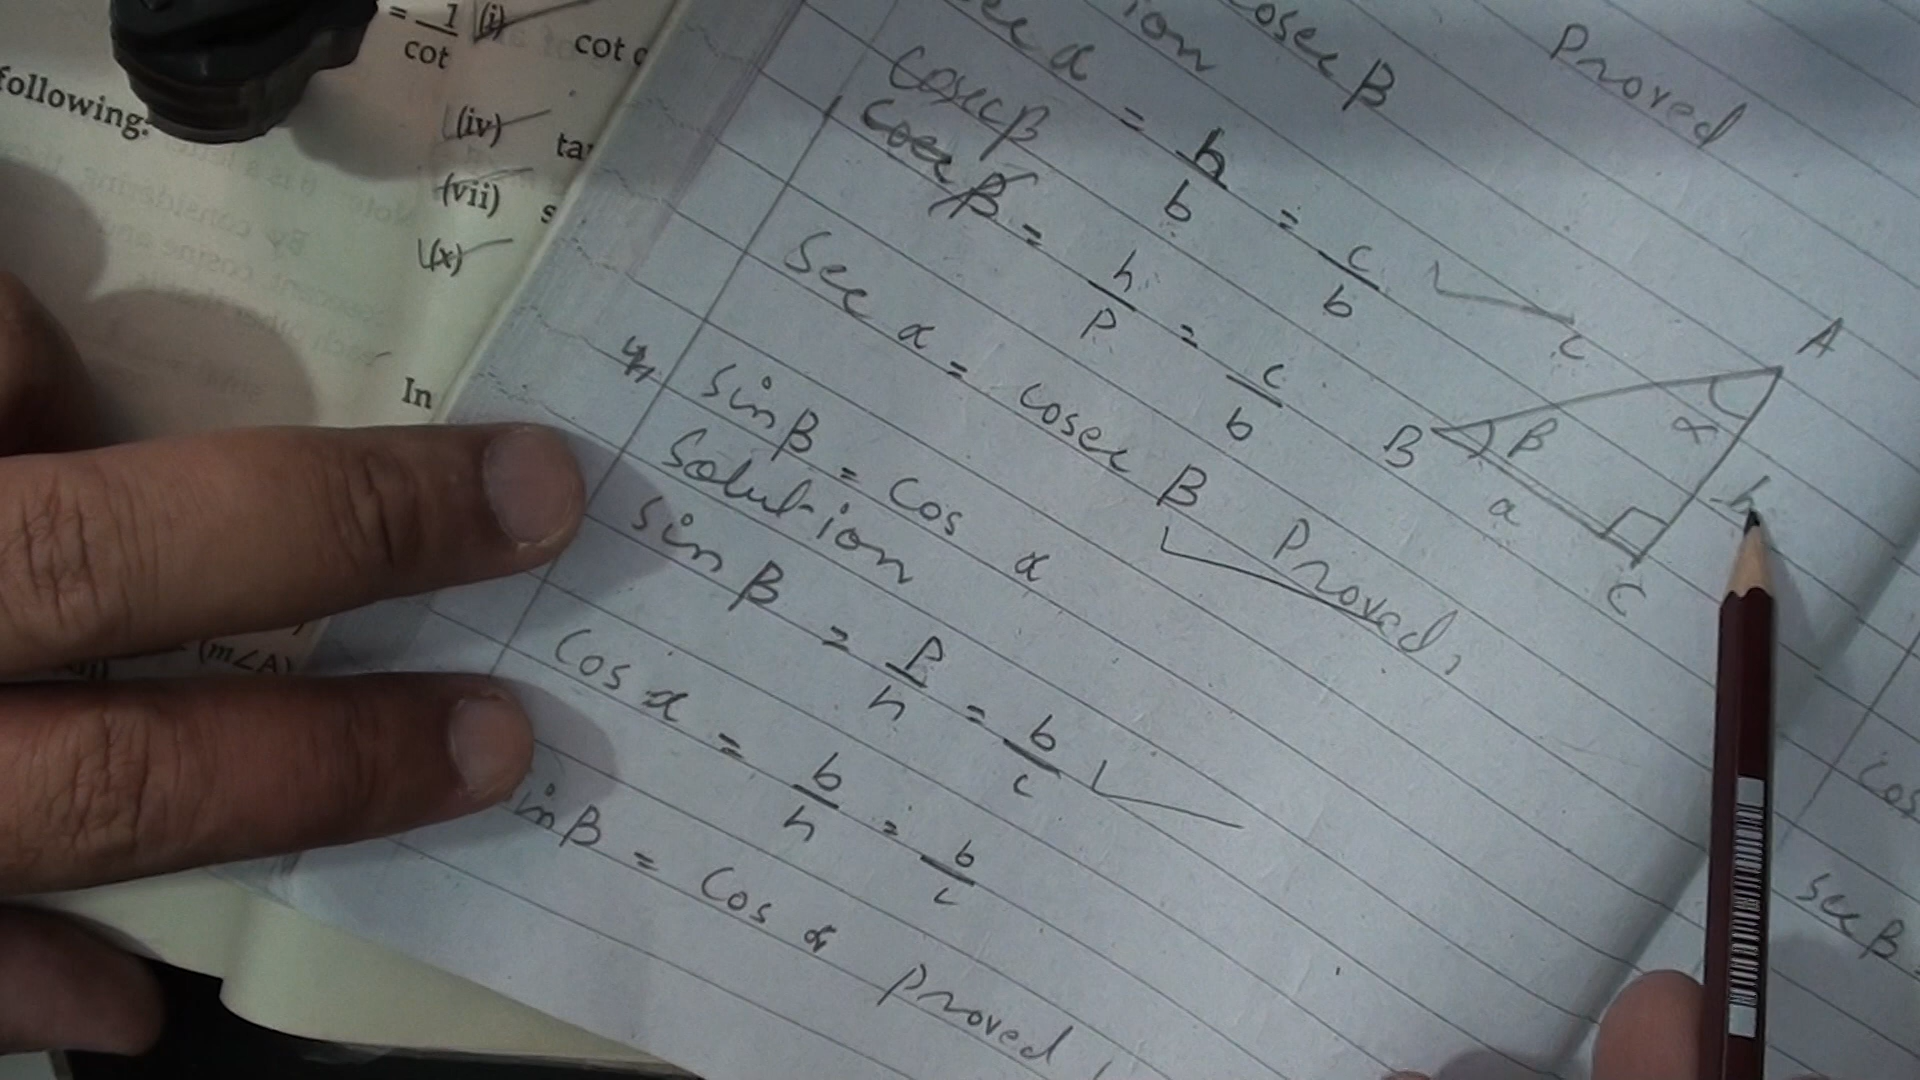 = 1/cot (i) cot
following:
(iv)
(vii) s
(x)
In
(m∠A)
cosec β
Proved
sec α = h/b = c/b
cosec β
cosec β = h/p = c/b
sec α = cosec β Proved,
4, sin β = cos α
Solution
sin β = p/h = b/c
cos α = b/h = b/c
sin β = cos α proved,
A
c
B β α
a b
C
cos
sec β =